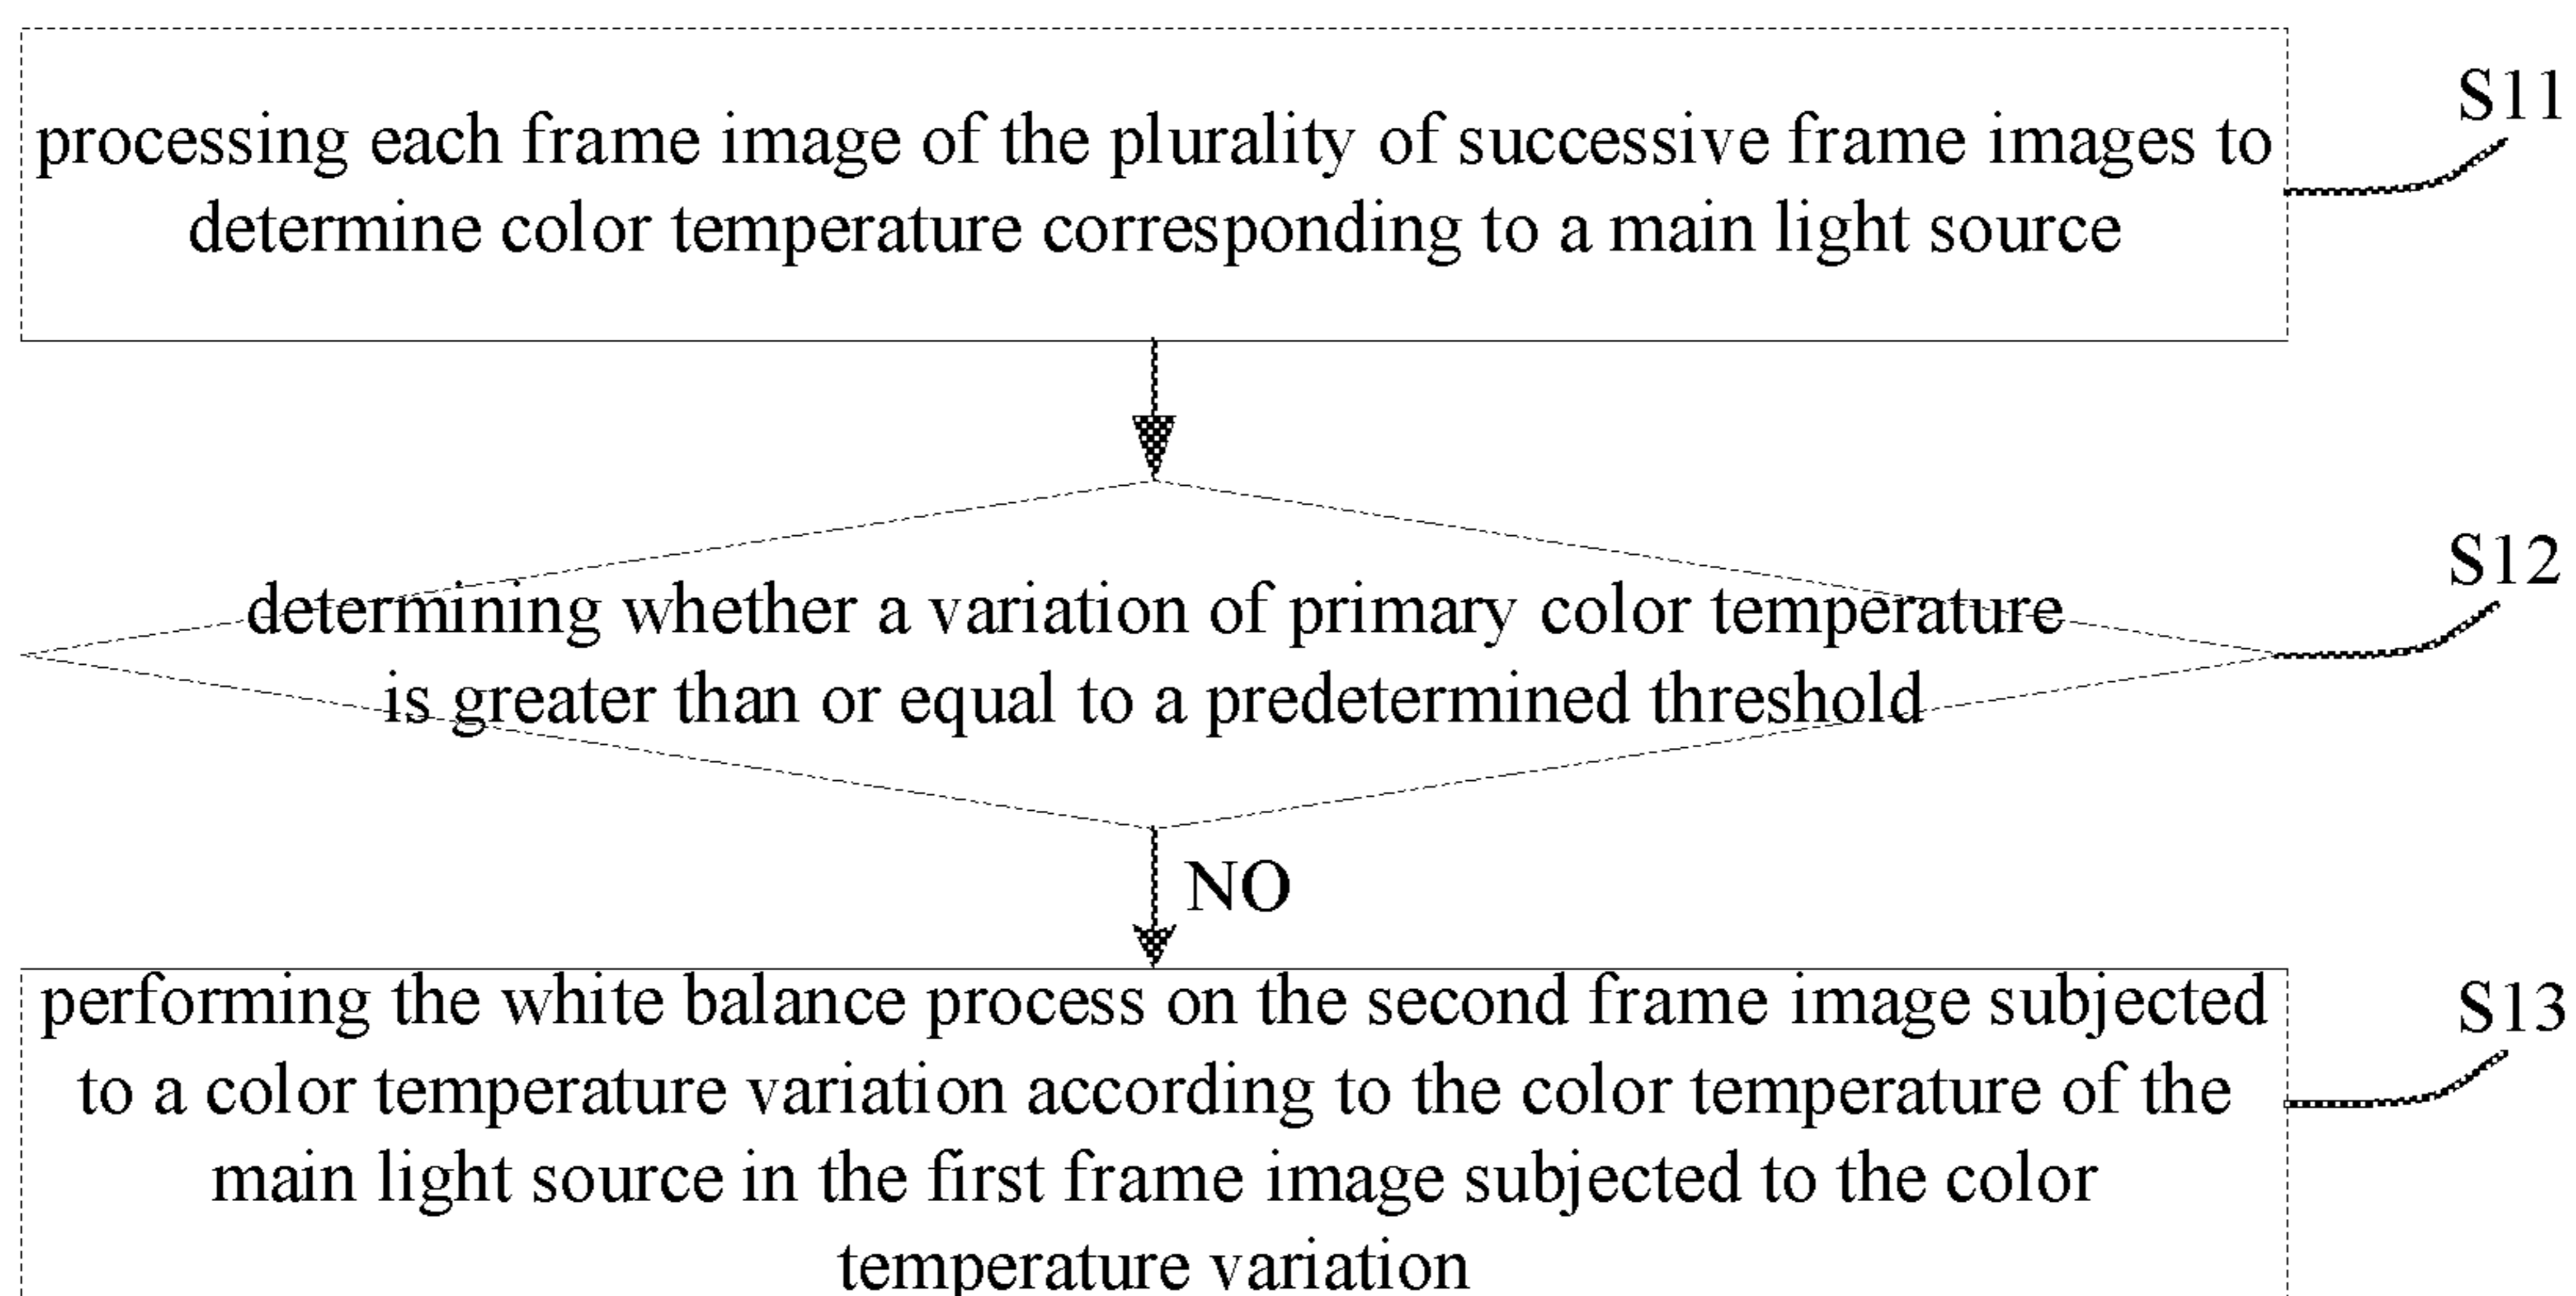 S11
processing each frame image of the plurality of successive frame images to
determine color temperature corresponding to a main light source
S12
determining whether a variation of primary color temperature
is greater than or equal to a predetermined threshold
NO
S13
performing the white balance process on the second frame image subjected
to a color temperature variation according to the color temperature of the
main light source in the first frame image subjected to the color
temperature variation